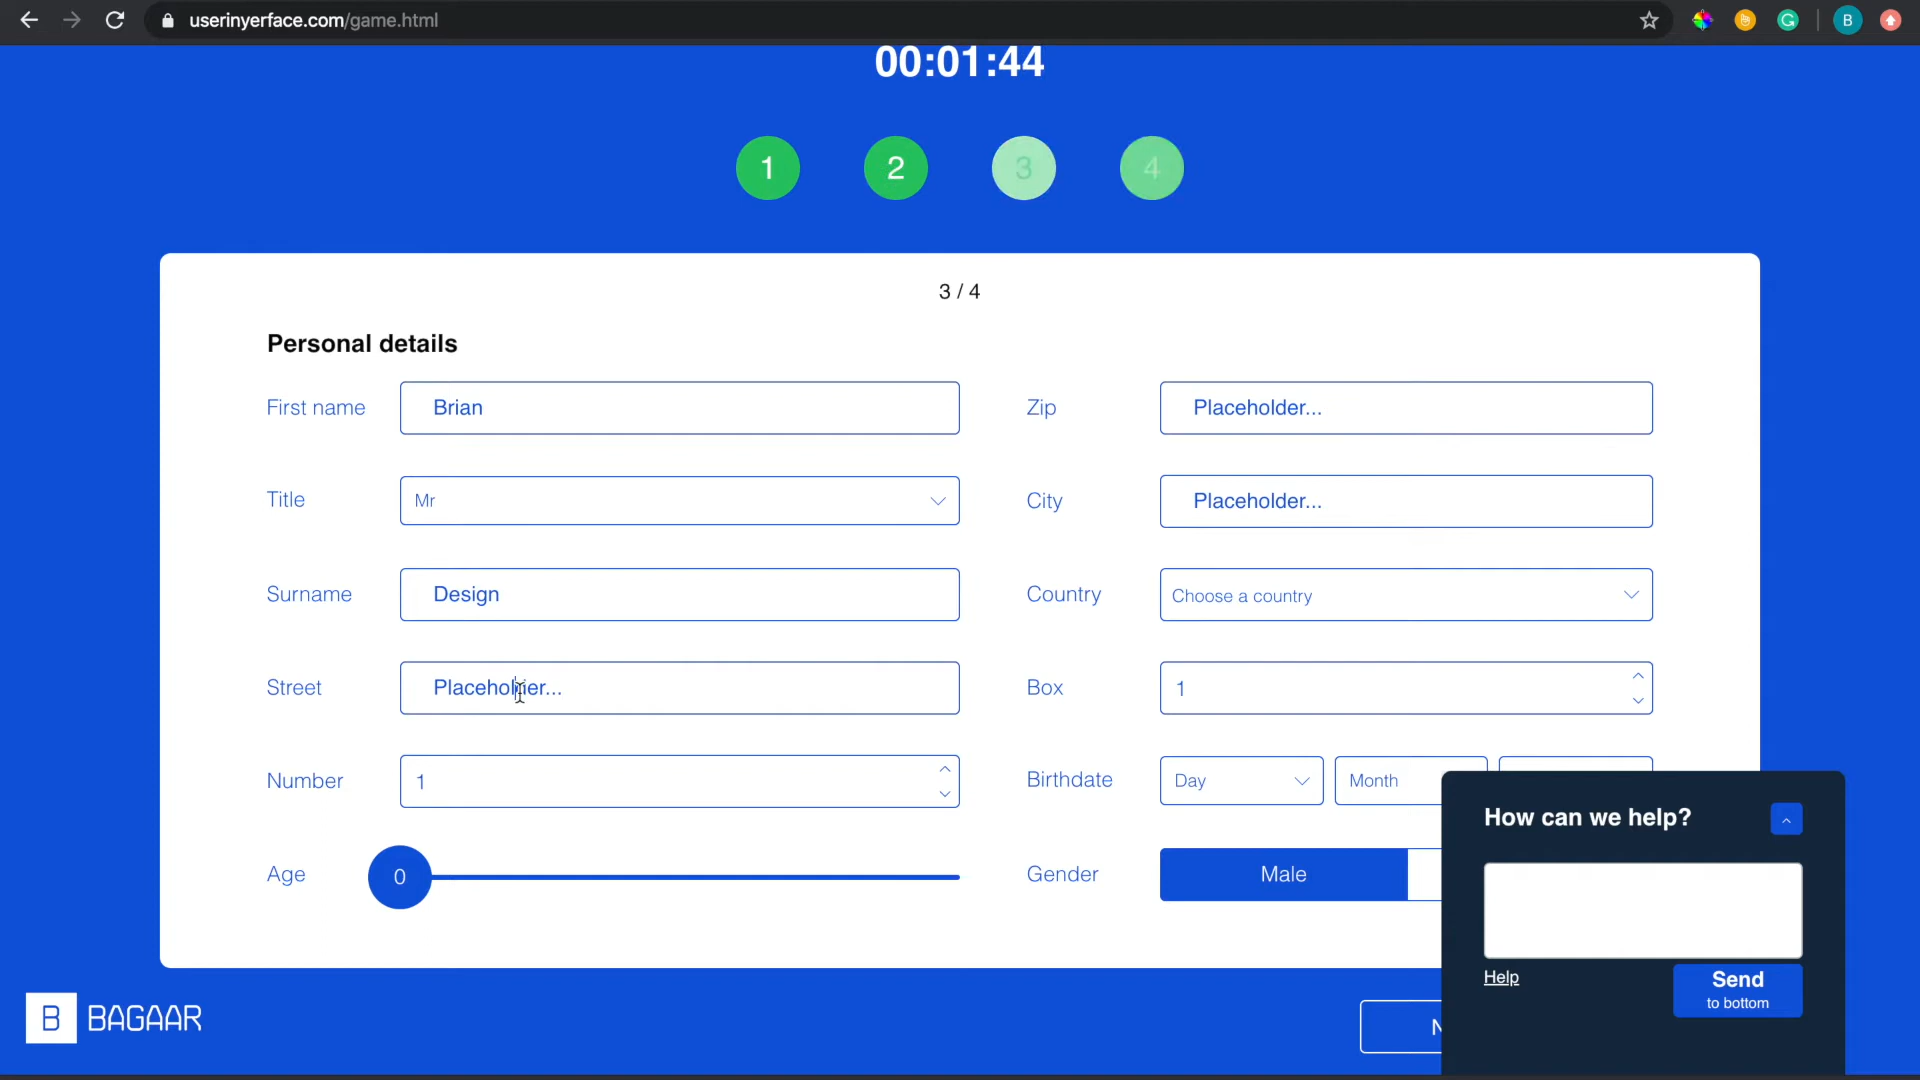 userinyerface.com/game.html
B
00:01:44
1 2 3 4
3 / 4
Personal details
First name
Brian
Title
Mr
Surname
Design
Street
Number
1
Age
0
Zip
Placeholder...
City
Placeholder...
Country
Choose a country
Box
1
Birthdate
Day
Month
Gender
Male
How can we help?
Help
Send
to bottom
B BAGAAR